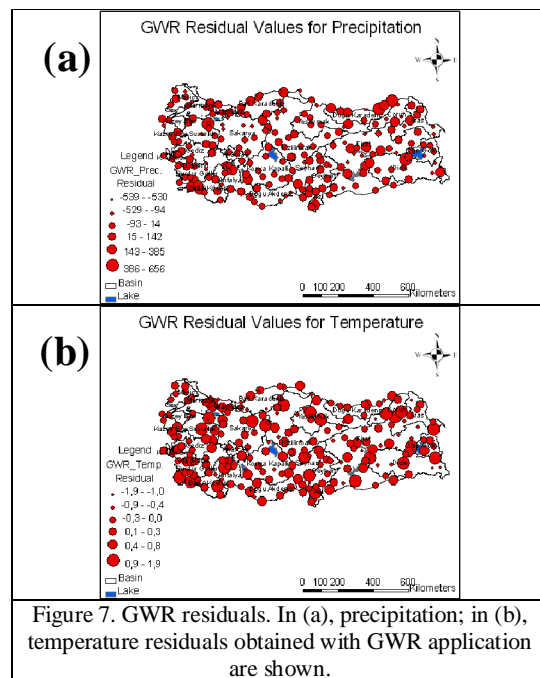 (a)
GWR Residual Values for Precipitation
N
W
E
S
Sakarya
Legend
GWR_Prec.
Residual
-539 - -530
-529 - -94
-93 - 14
15 - 142
143 - 385
386 - 656
Basin
Lake
0 100 200 400 600
Kilometers
(b)
GWR Residual Values for Temperature
N
W
E
S
Sakarya
Legend
GWR_Temp.
Residual
-1,9 - -1,0
-0,9 - -0,4
-0,3 - 0,0
0,1 - 0,3
0,4 - 0,8
0,9 - 1,9
Basin
Lake
0 100 200 400 600
Kilometers
Figure 7. GWR residuals. In (a), precipitation; in (b),
temperature residuals obtained with GWR application
are shown.